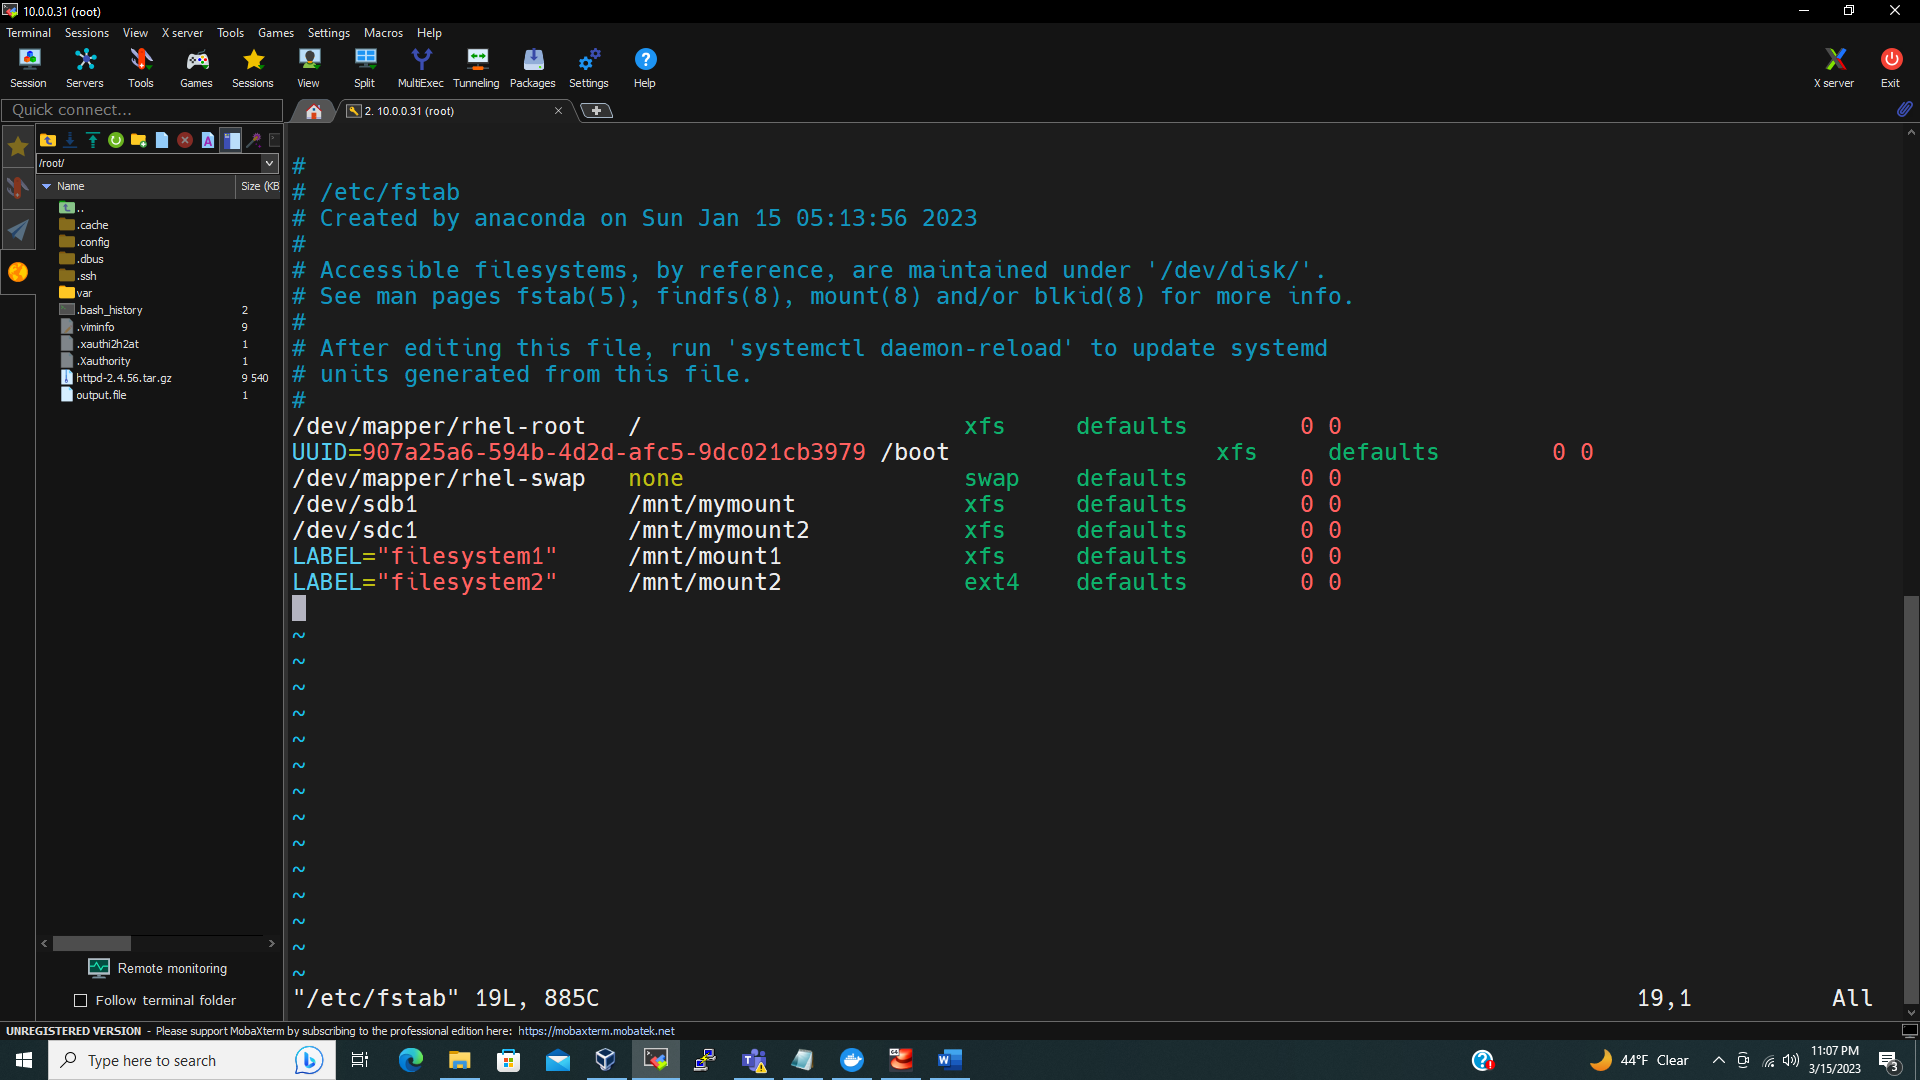 10.0.0.31 (root)
Terminal Sessions View X server Tools Games Settings Macros Help
Session Servers Tools Games Sessions View Split MultiExec Tunneling Packages Settings Help X server Exit
Quick connect...
2. 10.0.0.31 (root)
/root/
Name Size (KB
..
.cache
.config
.dbus
.ssh
var
.bash_history 2
.viminfo 9
.xauthi2h2at 1
.Xauthority 1
httpd-2.4.56.tar.gz 9 540
output.file 1
Remote monitoring
Follow terminal folder
#
# /etc/fstab
# Created by anaconda on Sun Jan 15 05:13:56 2023
#
# Accessible filesystems, by reference, are maintained under '/dev/disk/'.
# See man pages fstab(5), findfs(8), mount(8) and/or blkid(8) for more info.
#
# After editing this file, run 'systemctl daemon-reload' to update systemd
# units generated from this file.
#
/dev/mapper/rhel-root / xfs defaults 0 0
UUID=907a25a6-594b-4d2d-afc5-9dc021cb3979 /boot xfs defaults 0 0
/dev/mapper/rhel-swap none swap defaults 0 0
/dev/sdb1 /mnt/mymount xfs defaults 0 0
/dev/sdc1 /mnt/mymount2 xfs defaults 0 0
LABEL="filesystem1" /mnt/mount1 xfs defaults 0 0
LABEL="filesystem2" /mnt/mount2 ext4 defaults 0 0
~
~
~
~
~
~
~
~
~
~
~
~
~
~
"/etc/fstab" 19L, 885C 19,1 All
UNREGISTERED VERSION - Please support MobaXterm by subscribing to the professional edition here: https://mobaxterm.mobatek.net
Type here to search
44°F Clear
11:07 PM
3/15/2023
3